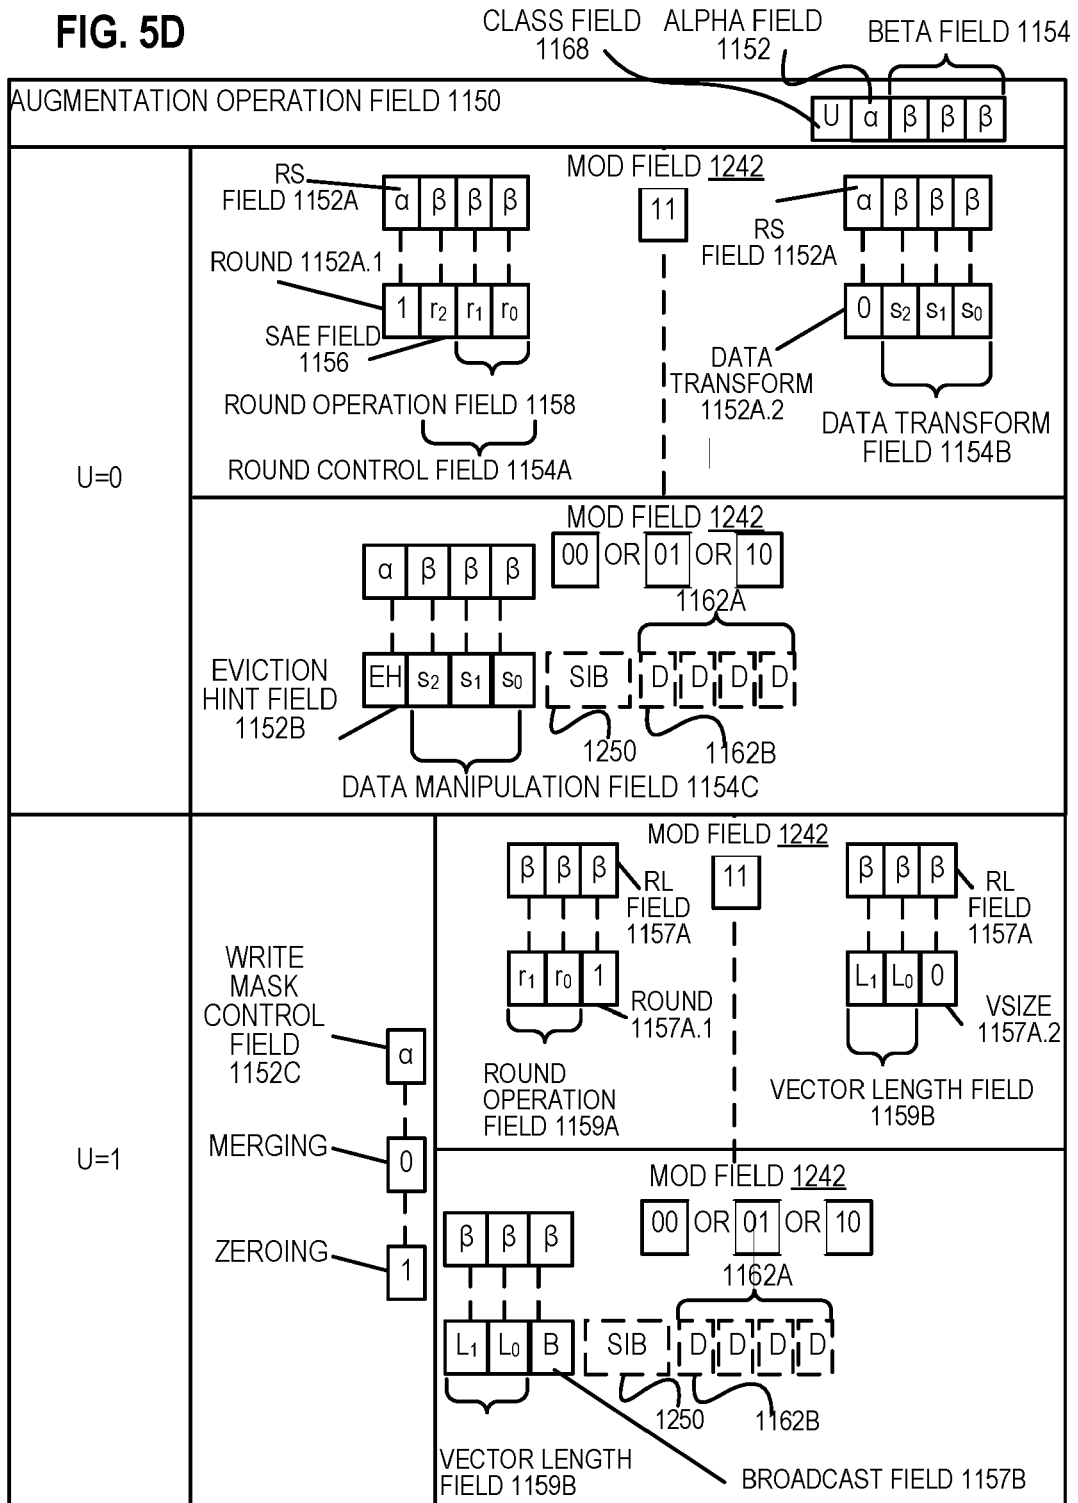 FIG. 5D
CLASS FIELD
1168
ALPHA FIELD
1152
BETA FIELD 1154
AUGMENTATION OPERATION FIELD 1150
U α β β β
U=0
MOD FIELD 1242
11
RS
FIELD 1152A
α β β β
ROUND 1152A.1
1 r2 r1 r0
SAE FIELD
1156
ROUND OPERATION FIELD 1158
ROUND CONTROL FIELD 1154A
α β β β
RS
FIELD 1152A
0 s2 s1 s0
DATA
TRANSFORM
1152A.2
DATA TRANSFORM
FIELD 1154B
MOD FIELD 1242
00 OR 01 OR 10
α β β β
1162A
EVICTION
HINT FIELD
1152B
EH s2 s1 s0 SIB D D D D
1250
1162B
DATA MANIPULATION FIELD 1154C
U=1
WRITE
MASK
CONTROL
FIELD
1152C
α
MERGING
0
ZEROING
1
MOD FIELD 1242
11
β β β
RL
FIELD
1157A
r1 r0 1
ROUND
1157A.1
ROUND
OPERATION
FIELD 1159A
β β β
RL
FIELD
1157A
L1 L0 0
VSIZE
1157A.2
VECTOR LENGTH FIELD
1159B
MOD FIELD 1242
00 OR 01 OR 10
β β β
1162A
L1 L0 B SIB D D D D
1250
1162B
VECTOR LENGTH
FIELD 1159B
BROADCAST FIELD 1157B